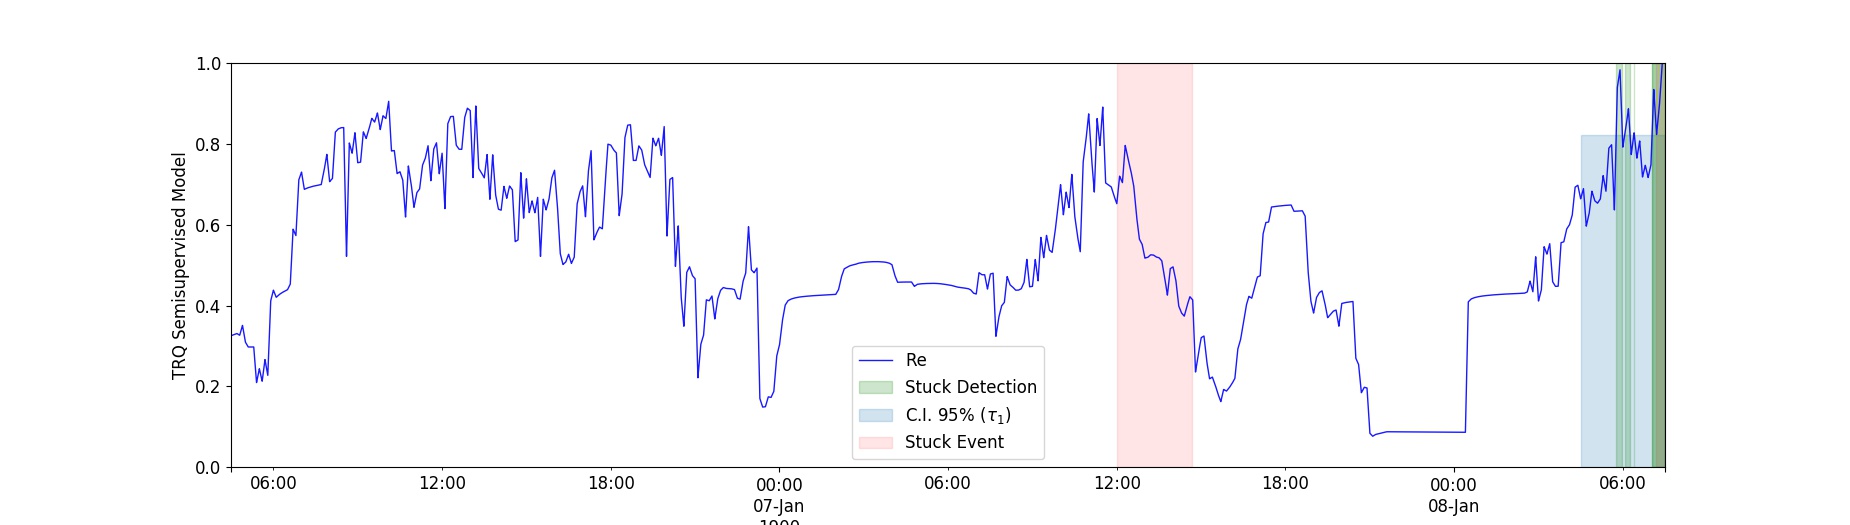 TRQ Semisupervised Model
1.0
0.8
0.6
0.4
0.2
0.0
Re
Stuck Detection
C.I. 95% (τ₁)
Stuck Event
06:00
12:00
18:00
00:00
07-Jan
1900
06:00
12:00
18:00
00:00
08-Jan
06:00